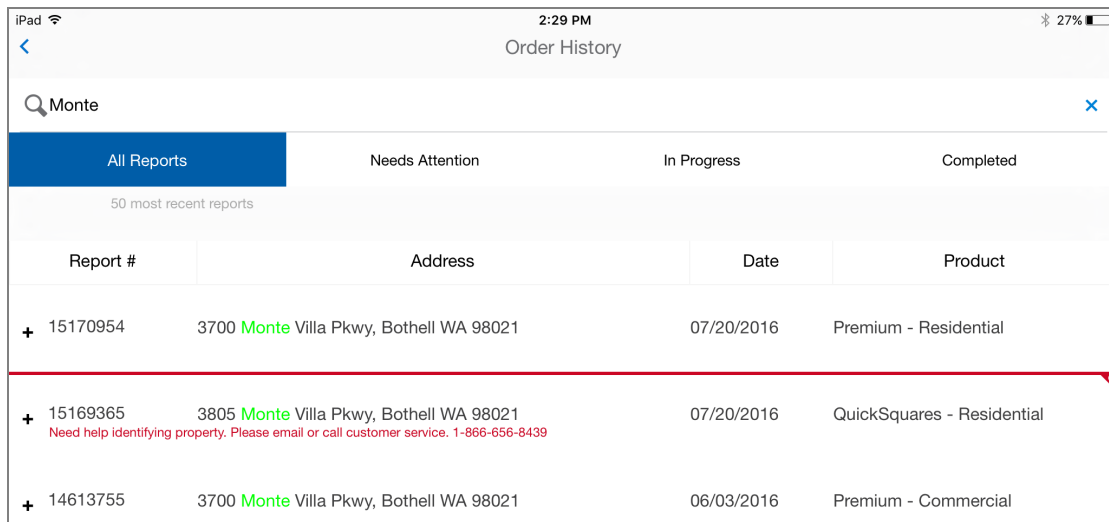 iPad 2:29 PM 27%
Order History
Monte
All Reports Needs Attention In Progress Completed
50 most recent reports
Report # Address Date Product
+ 15170954 3700 Monte Villa Pkwy, Bothell WA 98021 07/20/2016 Premium - Residential
+ 15169365 3805 Monte Villa Pkwy, Bothell WA 98021 07/20/2016 QuickSquares - Residential
Need help identifying property. Please email or call customer service. 1-866-656-8439
+ 14613755 3700 Monte Villa Pkwy, Bothell WA 98021 06/03/2016 Premium - Commercial